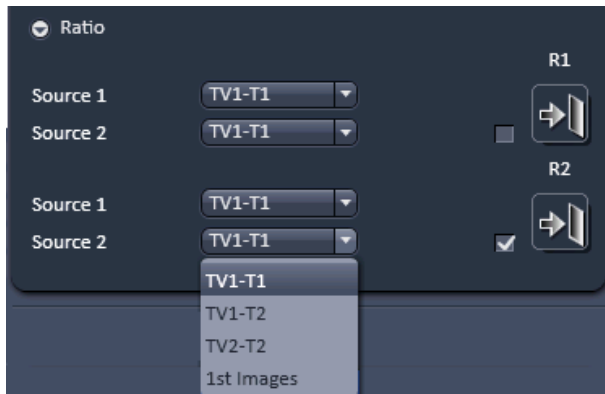 Ratio
R1
Source 1 TV1-T1
Source 2 TV1-T1
R2
Source 1 TV1-T1
Source 2 TV1-T1
TV1-T1
TV1-T2
TV2-T2
1st Images